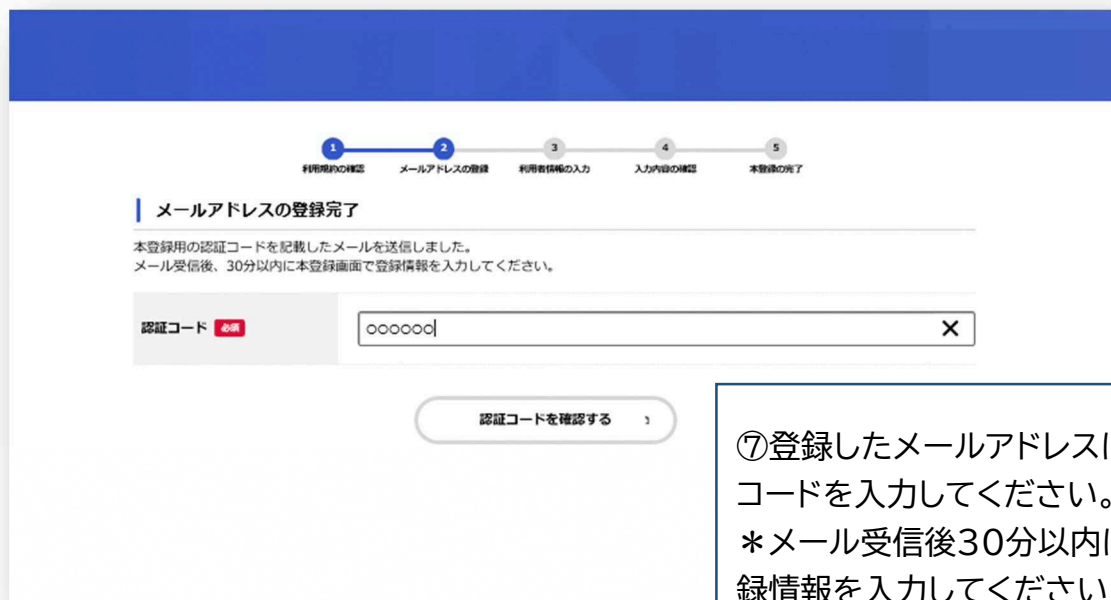 1 2 3 4 5
利用規約の確認 メールアドレスの登録 利用者情報の入力 入力内容の確認 本登録の完了
メールアドレスの登録完了
本登録用の認証コードを記載したメールを送信しました。
メール受信後、30分以内に本登録画面で登録情報を入力してください。
認証コード 必須
○○○○○○
認証コードを確認する
⑦登録したメールアドレスに
コードを入力してください。
*メール受信後30分以内に
録情報を入力してください